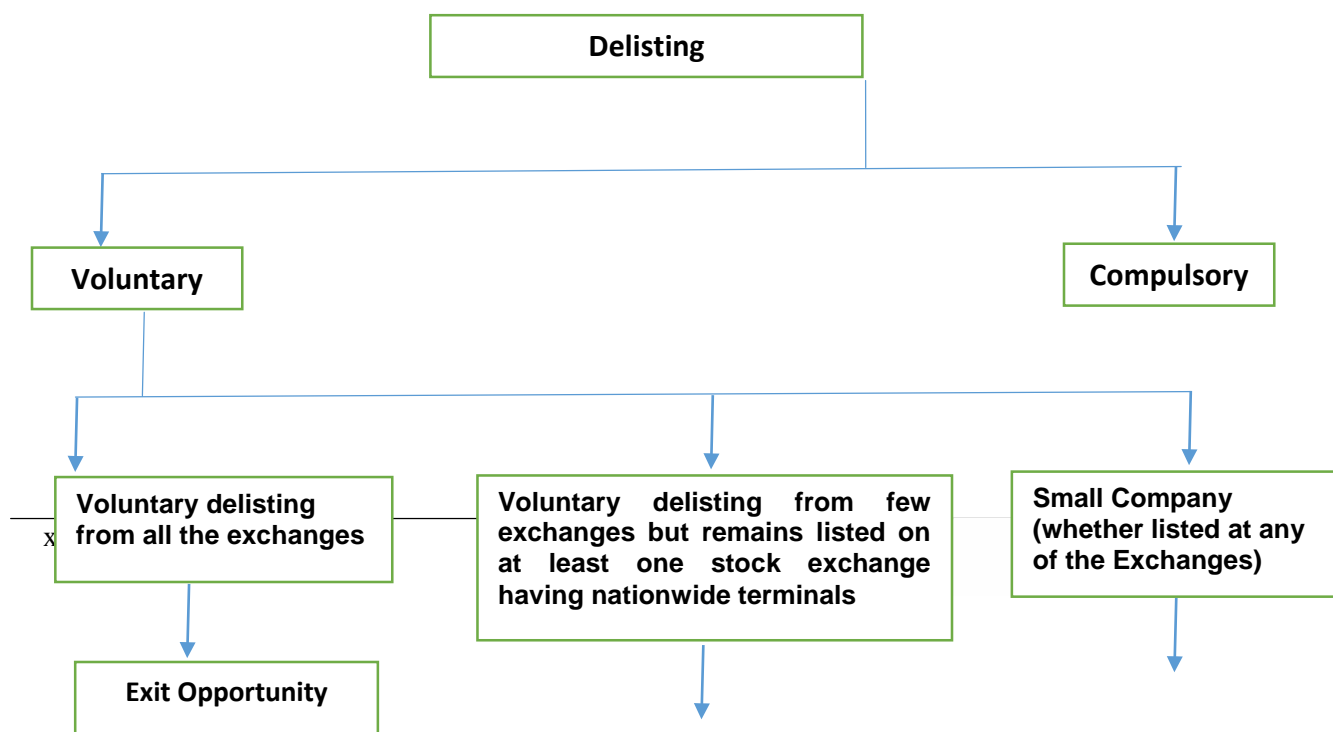 Delisting
Voluntary
Compulsory
Voluntary delisting
from all the exchanges
Voluntary delisting from few
exchanges but remains listed on
at least one stock exchange
having nationwide terminals
Small Company
(whether listed at any
of the Exchanges)
x
Exit Opportunity